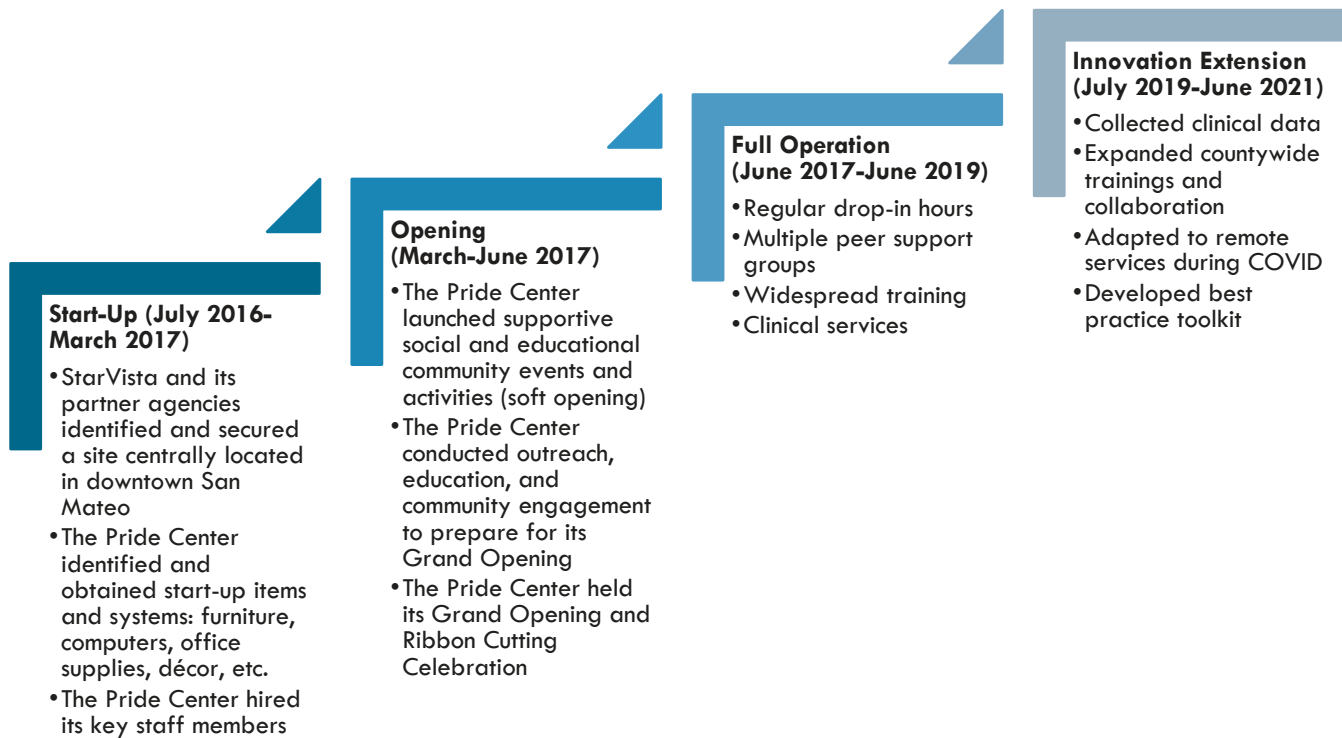 Start-Up (July 2016-
March 2017)
•StarVista and its
partner agencies
identified and secured
a site centrally located
in downtown San
Mateo
•The Pride Center
identified and
obtained start-up items
and systems: furniture,
computers, office
supplies, décor, etc.
•The Pride Center hired
its key staff members
Opening
(March-June 2017)
•The Pride Center
launched supportive
social and educational
community events and
activities (soft opening)
•The Pride Center
conducted outreach,
education, and
community engagement
to prepare for its
Grand Opening
•The Pride Center held
its Grand Opening and
Ribbon Cutting
Celebration
Full Operation
(June 2017-June 2019)
•Regular drop-in hours
•Multiple peer support
groups
•Widespread training
•Clinical services
Innovation Extension
(July 2019-June 2021)
•Collected clinical data
•Expanded countywide
trainings and
collaboration
•Adapted to remote
services during COVID
•Developed best
practice toolkit